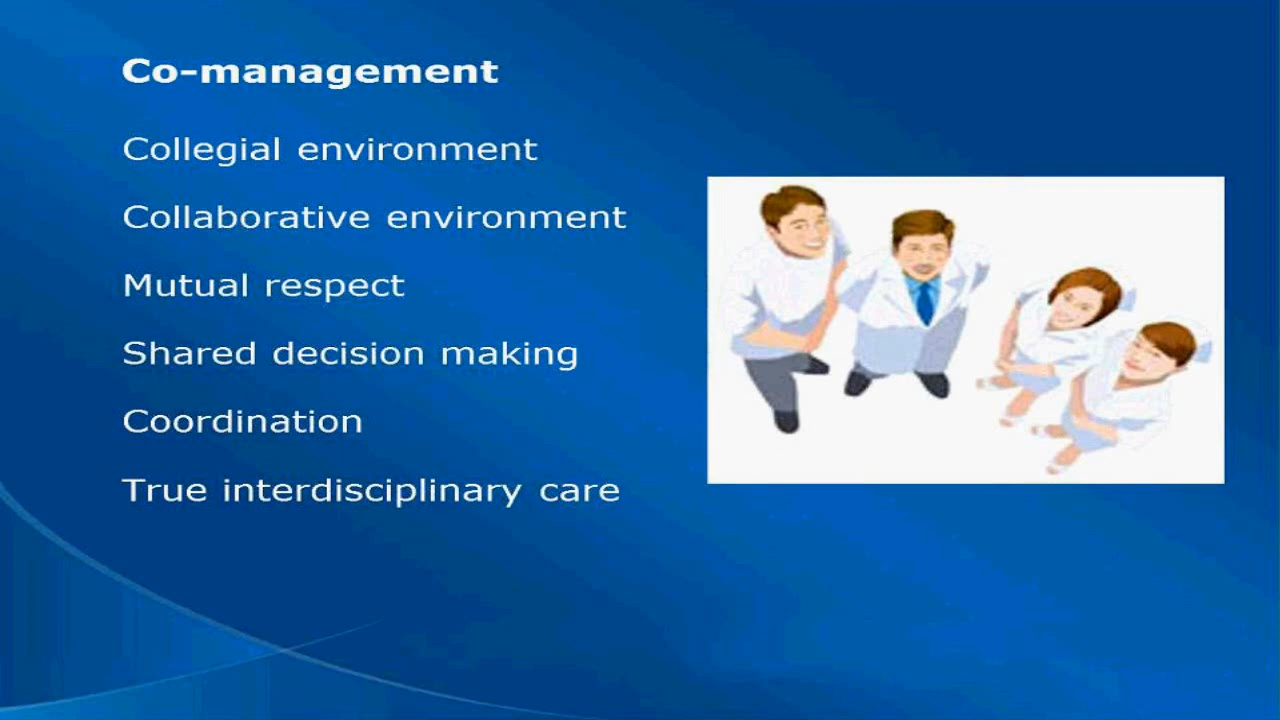 Co-management
Collegial environment
Collaborative environment
Mutual respect
Shared decision making
Coordination
True interdisciplinary care